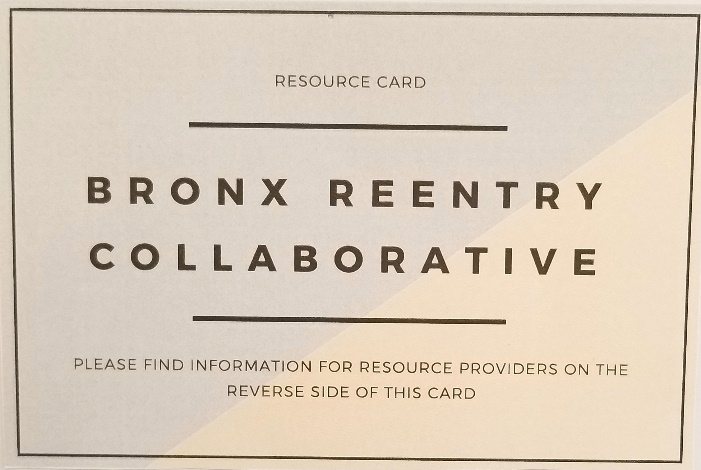 RESOURCE CARD
BRONX REENTRY
COLLABORATIVE
PLEASE FIND INFORMATION FOR RESOURCE PROVIDERS ON THE
REVERSE SIDE OF THIS CARD